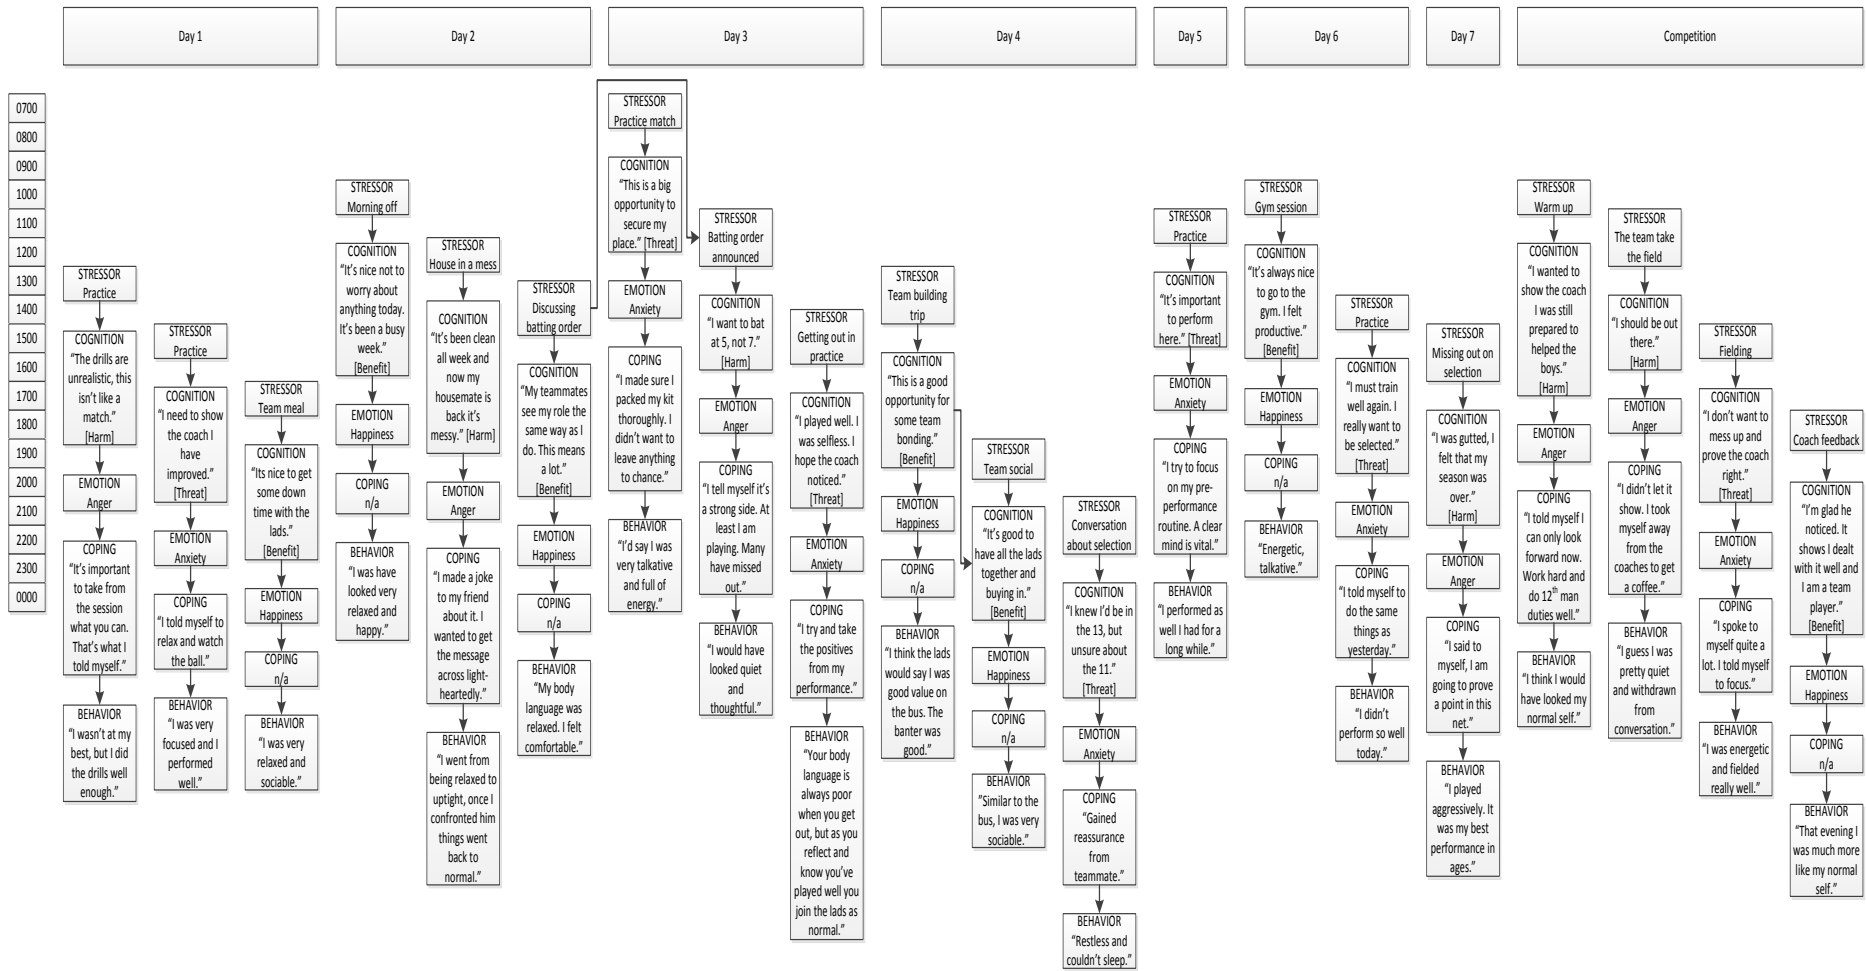 Day 1
Day 2
Day 3
Day 4
Day 5
Day 6
Day 7
Competition
0700
0800
0900
1000
1100
1200
1300
1400
1500
1600
1700
1800
1900
2000
2100
2200
2300
0000
STRESSOR
Practice
COGNITION
“The drills are
unrealistic, this
isn’t like a
match.”
[Harm]
EMOTION
Anger
COPING
“It’s important
to take from
the session
what you can.
That’s what I
told myself.”
BEHAVIOR
“I wasn’t at my
best, but I did
the drills well
enough.”
STRESSOR
Practice
COGNITION
“I need to show
the coach I
have
improved.”
[Threat]
EMOTION
Anxiety
COPING
“I told myself to
relax and watch
the ball.”
BEHAVIOR
“I was very
focused and I
performed
well.”
STRESSOR
Team meal
COGNITION
“Its nice to get
some down
time with the
lads.”
[Benefit]
EMOTION
Happiness
COPING
n/a
BEHAVIOR
“I was very
relaxed and
sociable.”
STRESSOR
Morning off
COGNITION
“It’s nice not to
worry about
anything today.
It’s been a busy
week.”
[Benefit]
EMOTION
Happiness
COPING
n/a
BEHAVIOR
“I was have
looked very
relaxed and
happy.”
STRESSOR
House in a mess
COGNITION
“It’s been clean
all week and
now my
housemate is
back it’s
messy.” [Harm]
EMOTION
Anger
COPING
“I made a joke
to my friend
about it. I
wanted to get
the message
across light-
heartedly.”
BEHAVIOR
“I went from
being relaxed to
uptight, once I
confronted him
things went
back to
normal.”
STRESSOR
Discussing
batting order
COGNITION
“My teammates
see my role the
same way as I
do. This means
a lot.”
[Benefit]
EMOTION
Happiness
COPING
n/a
BEHAVIOR
“My body
language was
relaxed. I felt
comfortable.”
STRESSOR
Practice match
COGNITION
“This is a big
opportunity to
secure my
place.” [Threat]
EMOTION
Anxiety
COPING
“I made sure I
packed my kit
thoroughly. I
didn’t want to
leave anything
to chance.”
BEHAVIOR
“I’d say I was
very talkative
and full of
energy.”
STRESSOR
Batting order
announced
COGNITION
“I want to bat
at 5, not 7.”
[Harm]
EMOTION
Anger
COPING
“I tell myself it’s
a strong side. At
least I am
playing. Many
have missed
out.”
BEHAVIOR
“I would have
looked quiet
and
thoughtful.”
STRESSOR
Getting out in
practice
COGNITION
“I played well. I
was selfless. I
hope the coach
noticed.”
[Threat]
EMOTION
Anxiety
COPING
“I try and take
the positives
from my
performance.”
BEHAVIOR
“Your body
language is
always poor
when you get
out, but as you
reflect and
know you’ve
played well you
join the lads as
normal.”
STRESSOR
Team building
trip
COGNITION
“This is a good
opportunity for
some team
bonding.”
[Benefit]
EMOTION
Happiness
COPING
n/a
BEHAVIOR
“I think the lads
would say I was
good value on
the bus. The
banter was
good.”
STRESSOR
Team social
COGNITION
“It’s good to
have all the lads
together and
buying in.”
[Benefit]
EMOTION
Happiness
COPING
n/a
BEHAVIOR
“Similar to the
bus, I was very
sociable.”
STRESSOR
Conversation
about selection
COGNITION
“I knew I’d be in
the 13, but
unsure about
the 11.”
[Threat]
EMOTION
Anxiety
COPING
“Gained
reassurance
from
teammate.”
BEHAVIOR
“Restless and
couldn’t sleep.”
STRESSOR
Practice
COGNITION
“It’s important
to perform
here.” [Threat]
EMOTION
Anxiety
COPING
“I try to focus
on my pre-
performance
routine. A clear
mind is vital.”
BEHAVIOR
“I performed as
well I had for a
long while.”
STRESSOR
Gym session
COGNITION
“It’s always nice
to go to the
gym. I felt
productive.”
[Benefit]
EMOTION
Happiness
COPING
n/a
BEHAVIOR
“Energetic,
talkative.”
STRESSOR
Practice
COGNITION
“I must train
well again. I
really want to
be selected.”
[Threat]
EMOTION
Anxiety
COPING
“I told myself to
do the same
things as
yesterday.”
BEHAVIOR
“I didn’t
perform so well
today.”
STRESSOR
Missing out on
selection
COGNITION
“I was gutted, I
felt that my
season was
over.”
[Harm]
EMOTION
Anger
COPING
“I said to
myself, I am
going to prove
a point in this
net.”
BEHAVIOR
“I played
aggressively. It
was my best
performance in
ages.”
STRESSOR
Warm up
COGNITION
“I wanted to
show the coach
I was still
prepared to
helped the
boys.”
[Harm]
EMOTION
Anger
COPING
“I told myself I
can only look
forward now.
Work hard and
do 12th man
duties well.”
BEHAVIOR
“I think I would
have looked my
normal self.”
STRESSOR
The team take
the field
COGNITION
“I should be out
there.”
[Harm]
EMOTION
Anger
COPING
“I didn’t let it
show. I took
myself away
from the
coaches to get
a coffee.”
BEHAVIOR
“I guess I was
pretty quiet
and withdrawn
from
conversation.”
STRESSOR
Fielding
COGNITION
“I don’t want to
mess up and
prove the coach
right.”
[Threat]
EMOTION
Anxiety
COPING
“I spoke to
myself quite a
lot. I told myself
to focus.”
BEHAVIOR
“I was energetic
and fielded
really well.”
STRESSOR
Coach feedback
COGNITION
“I’m glad he
noticed. It
shows I dealt
with it well and
I am a team
player.”
[Benefit]
EMOTION
Happiness
COPING
n/a
BEHAVIOR
“That evening I
was much more
like my normal
self.”